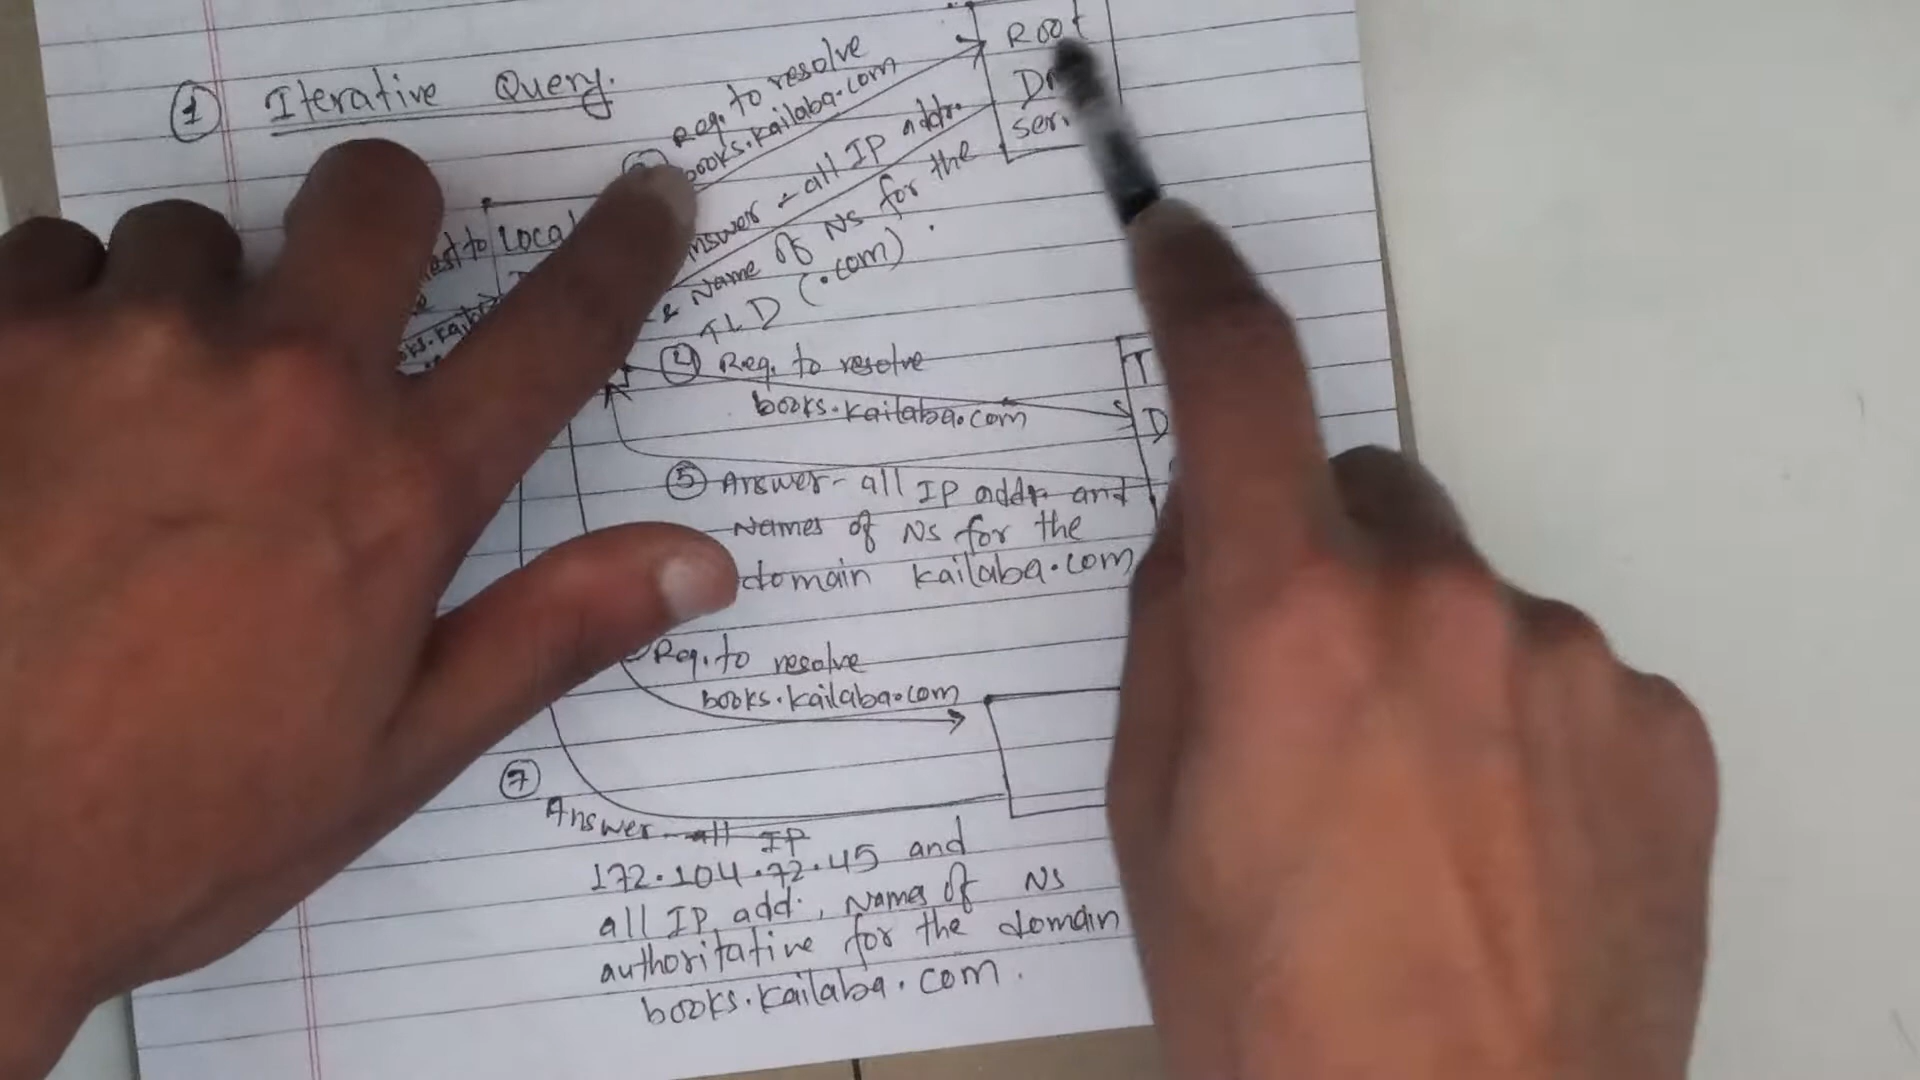 ① Iterative Query.
Root
Req. to resolve
books.kailaba.com
Answer - all IP addr.
& Name of NS for the
TLD (.com).
to Local
④ Req. to resolve
books.kailaba.com
T
D
⑤ Answer - all IP addr and
Names of NS for the
domain kailaba.com
Req. to resolve
books.kailaba.com
⑦
Answer - all IP
172.104.72.45 and
all IP add., Names of NS
authoritative for the domain
books.kailaba.com.